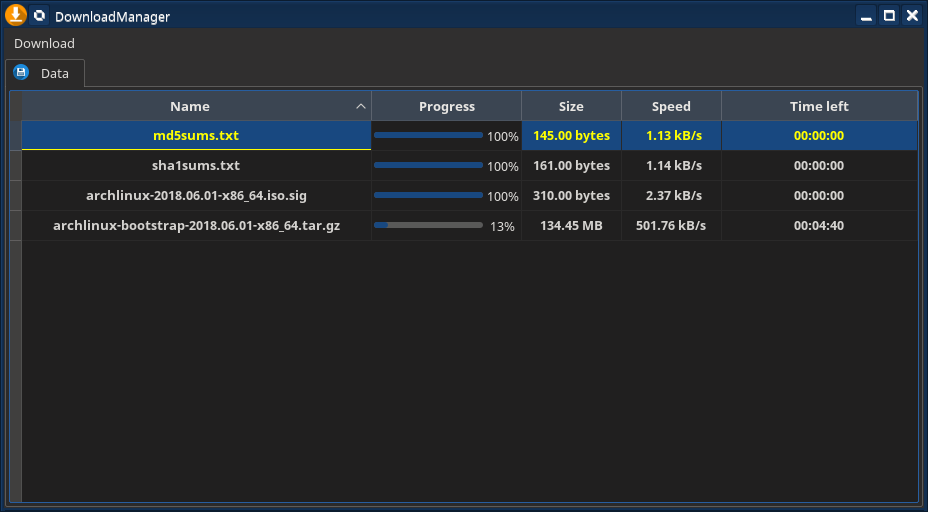 DownloadManager
Download
Data
Name Progress Size Speed Time left
md5sums.txt 100% 145.00 bytes 1.13 kB/s 00:00:00
sha1sums.txt 100% 161.00 bytes 1.14 kB/s 00:00:00
archlinux-2018.06.01-x86_64.iso.sig 100% 310.00 bytes 2.37 kB/s 00:00:00
archlinux-bootstrap-2018.06.01-x86_64.tar.gz 13% 134.45 MB 501.76 kB/s 00:04:40